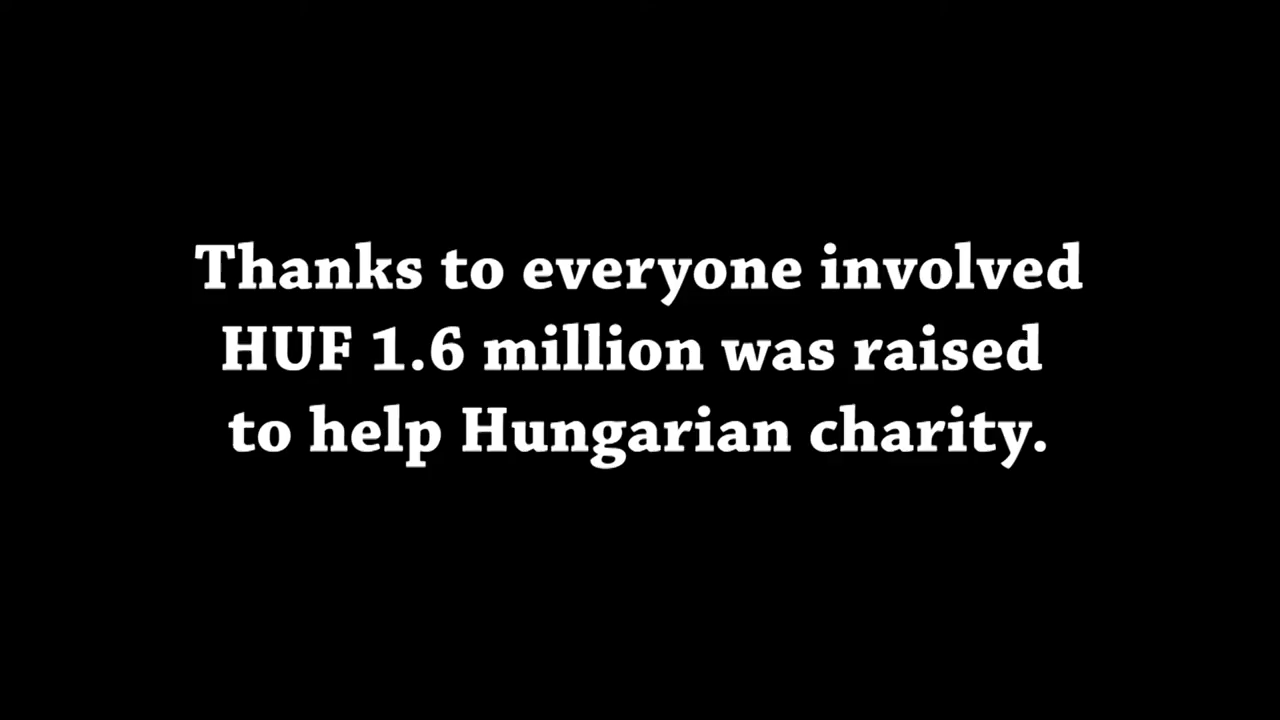 Thanks to everyone involved
HUF 1.6 million was raised
to help Hungarian charity.